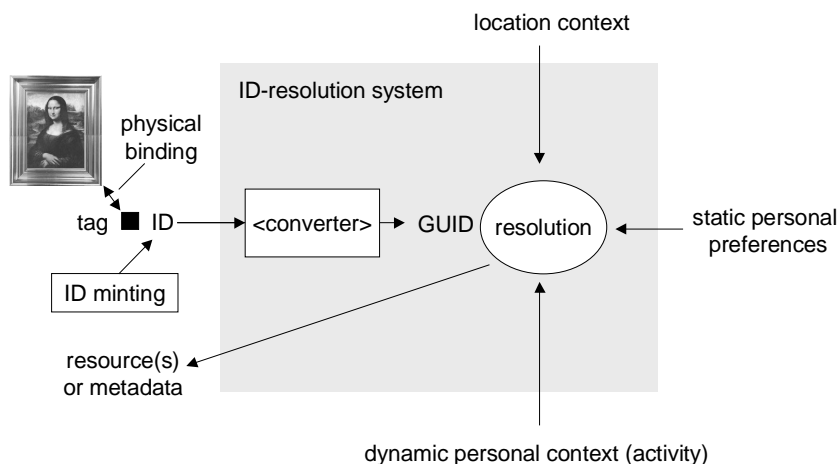 location context
ID-resolution system
physical
binding
tag
ID
<converter>
GUID
resolution
static personal
preferences
ID minting
resource(s)
or metadata
dynamic personal context (activity)